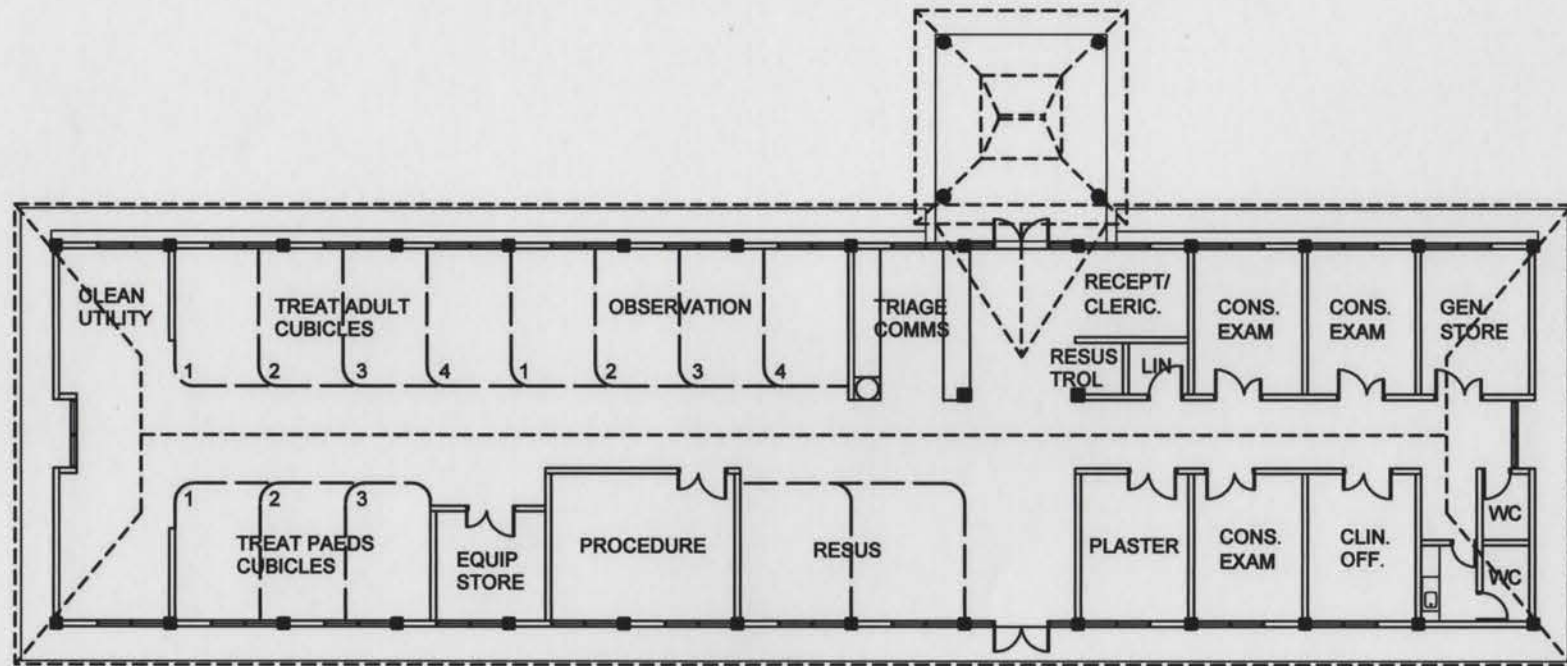 CLEAN
UTILITY
TREAT ADULT
CUBICLES
1 2 3 4
OBSERVATION
1 2 3 4
TRIAGE
COMMS
RECEPT/
CLERIC.
RESUS
TROL
LIN
CONS.
EXAM
CONS.
EXAM
GEN.
STORE
1 2 3
TREAT PAEDS
CUBICLES
EQUIP
STORE
PROCEDURE
RESUS
PLASTER
CONS.
EXAM
CLIN.
OFF.
WC
WC